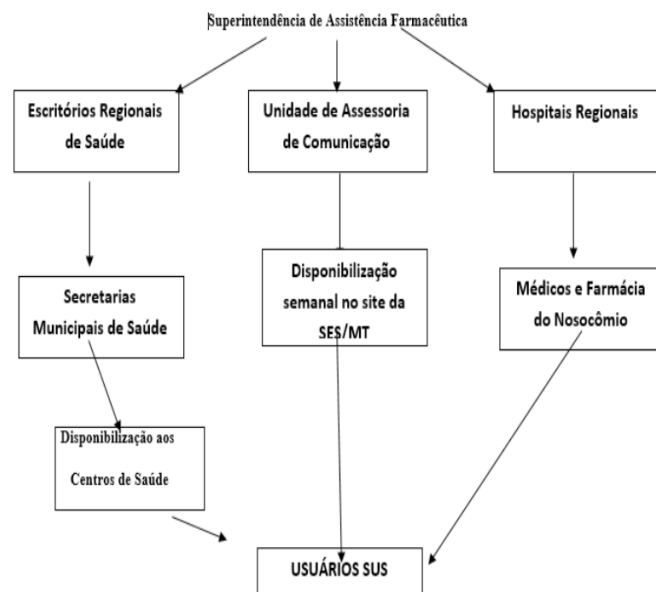 Superintendência de Assistência Farmacêutica
Escritórios Regionais
de Saúde
Unidade de Assessoria
de Comunicação
Hospitais Regionais
Secretarias
Municipais de Saúde
Disponibilização
semanal no site da
SES/MT
Médicos e Farmácia
do Nosocômio
Disponibilização aos
Centros de Saúde
USUÁRIOS SUS